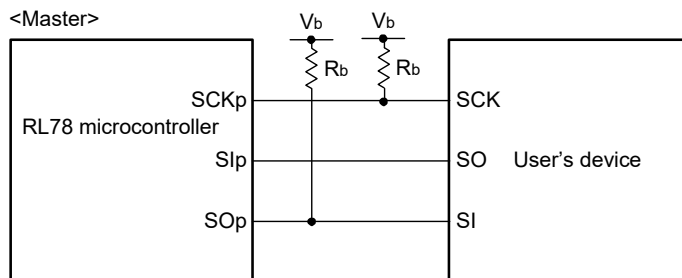 <Master>
Vb Vb
Rb Rb
SCKp SCK
RL78 microcontroller
SIp SO User's device
SOp SI